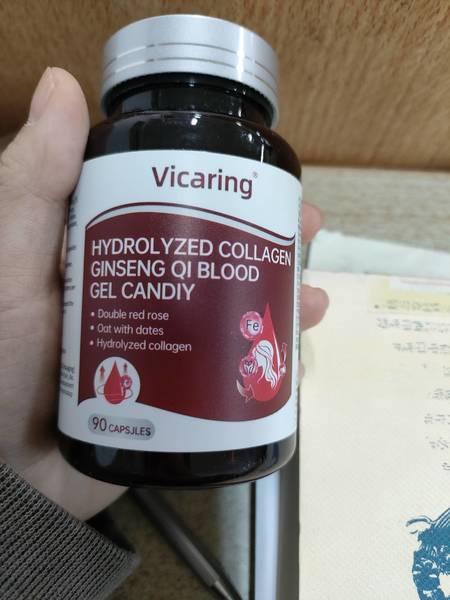 Vicaring®
HYDROLYZED COLLAGEN
GINSENG QI BLOOD
GEL CANDIY
• Double red rose
• Oat with dates
• Hydrolyzed collagen
Fe
90 CAPSJLES